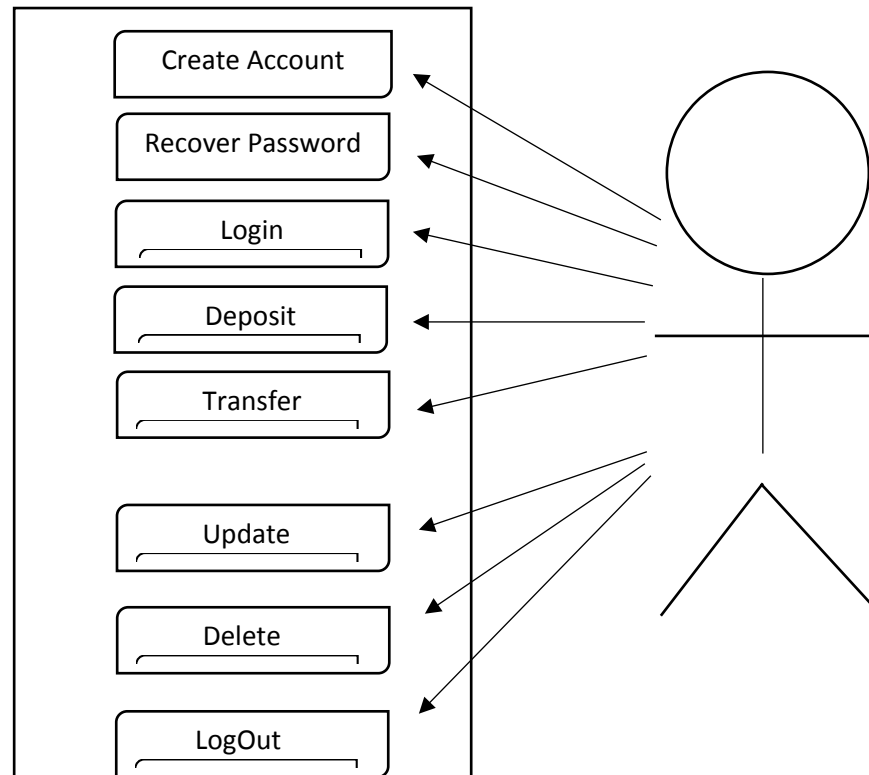 Create Account
Recover Password
Login
Deposit
Transfer
Update
Delete
LogOut